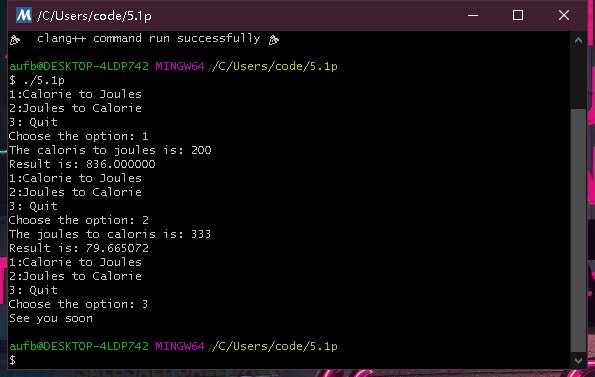 M /C/Users/code/5.1p
clang++ command run successfully
aufb@DESKTOP-4LDP742 MINGW64 /C/Users/code/5.1p
$ ./5.1p
1:Calorie to Joules
2:Joules to Calorie
3: Quit
Choose the option: 1
The caloris to joules is: 200
Result is: 836.000000
1:Calorie to Joules
2:Joules to Calorie
3: Quit
Choose the option: 2
The joules to caloris is: 333
Result is: 79.665072
1:Calorie to Joules
2:Joules to Calorie
3: Quit
Choose the option: 3
See you soon
aufb@DESKTOP-4LDP742 MINGW64 /C/Users/code/5.1p
$